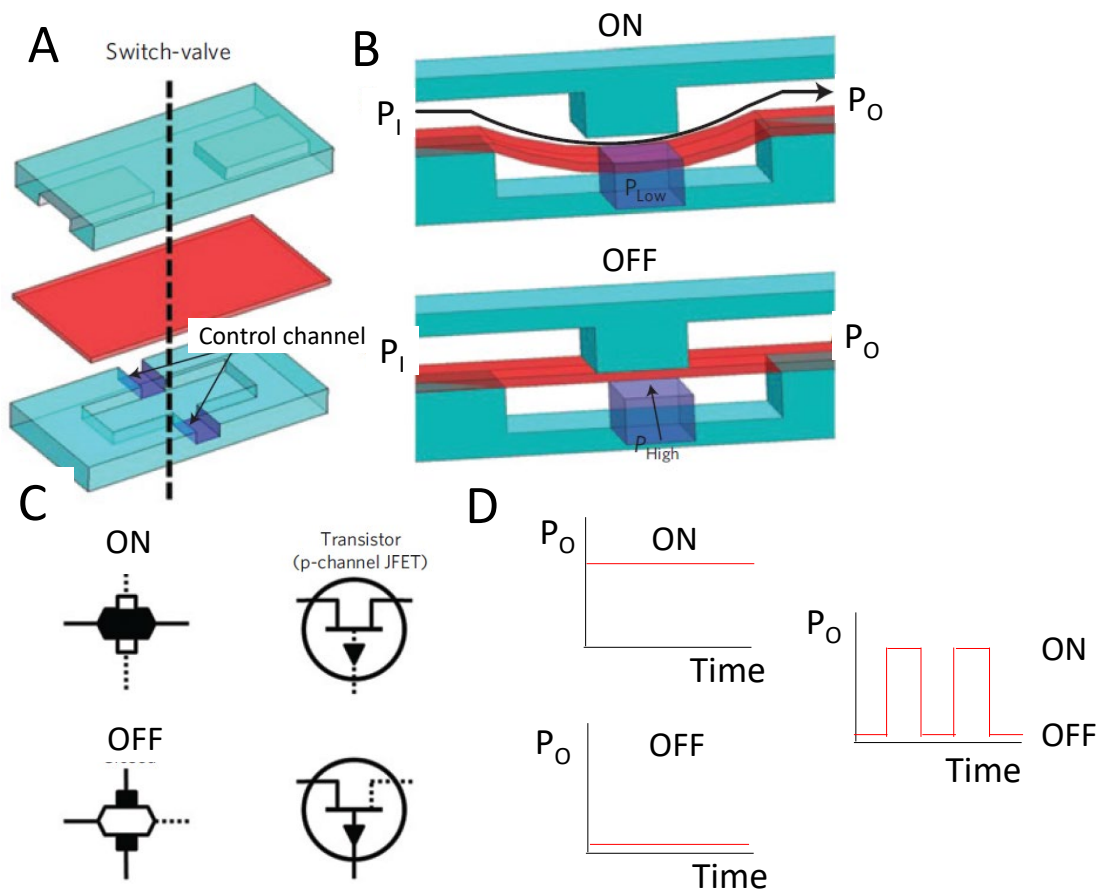 A
Switch-valve
Control channel
B
ON
P_I
P_O
P_Low
OFF
P_I
P_O
P_High
C
ON
Transistor
(p-channel JFET)
OFF
D
P_O
ON
Time
P_O
OFF
Time
P_O
ON
OFF
Time